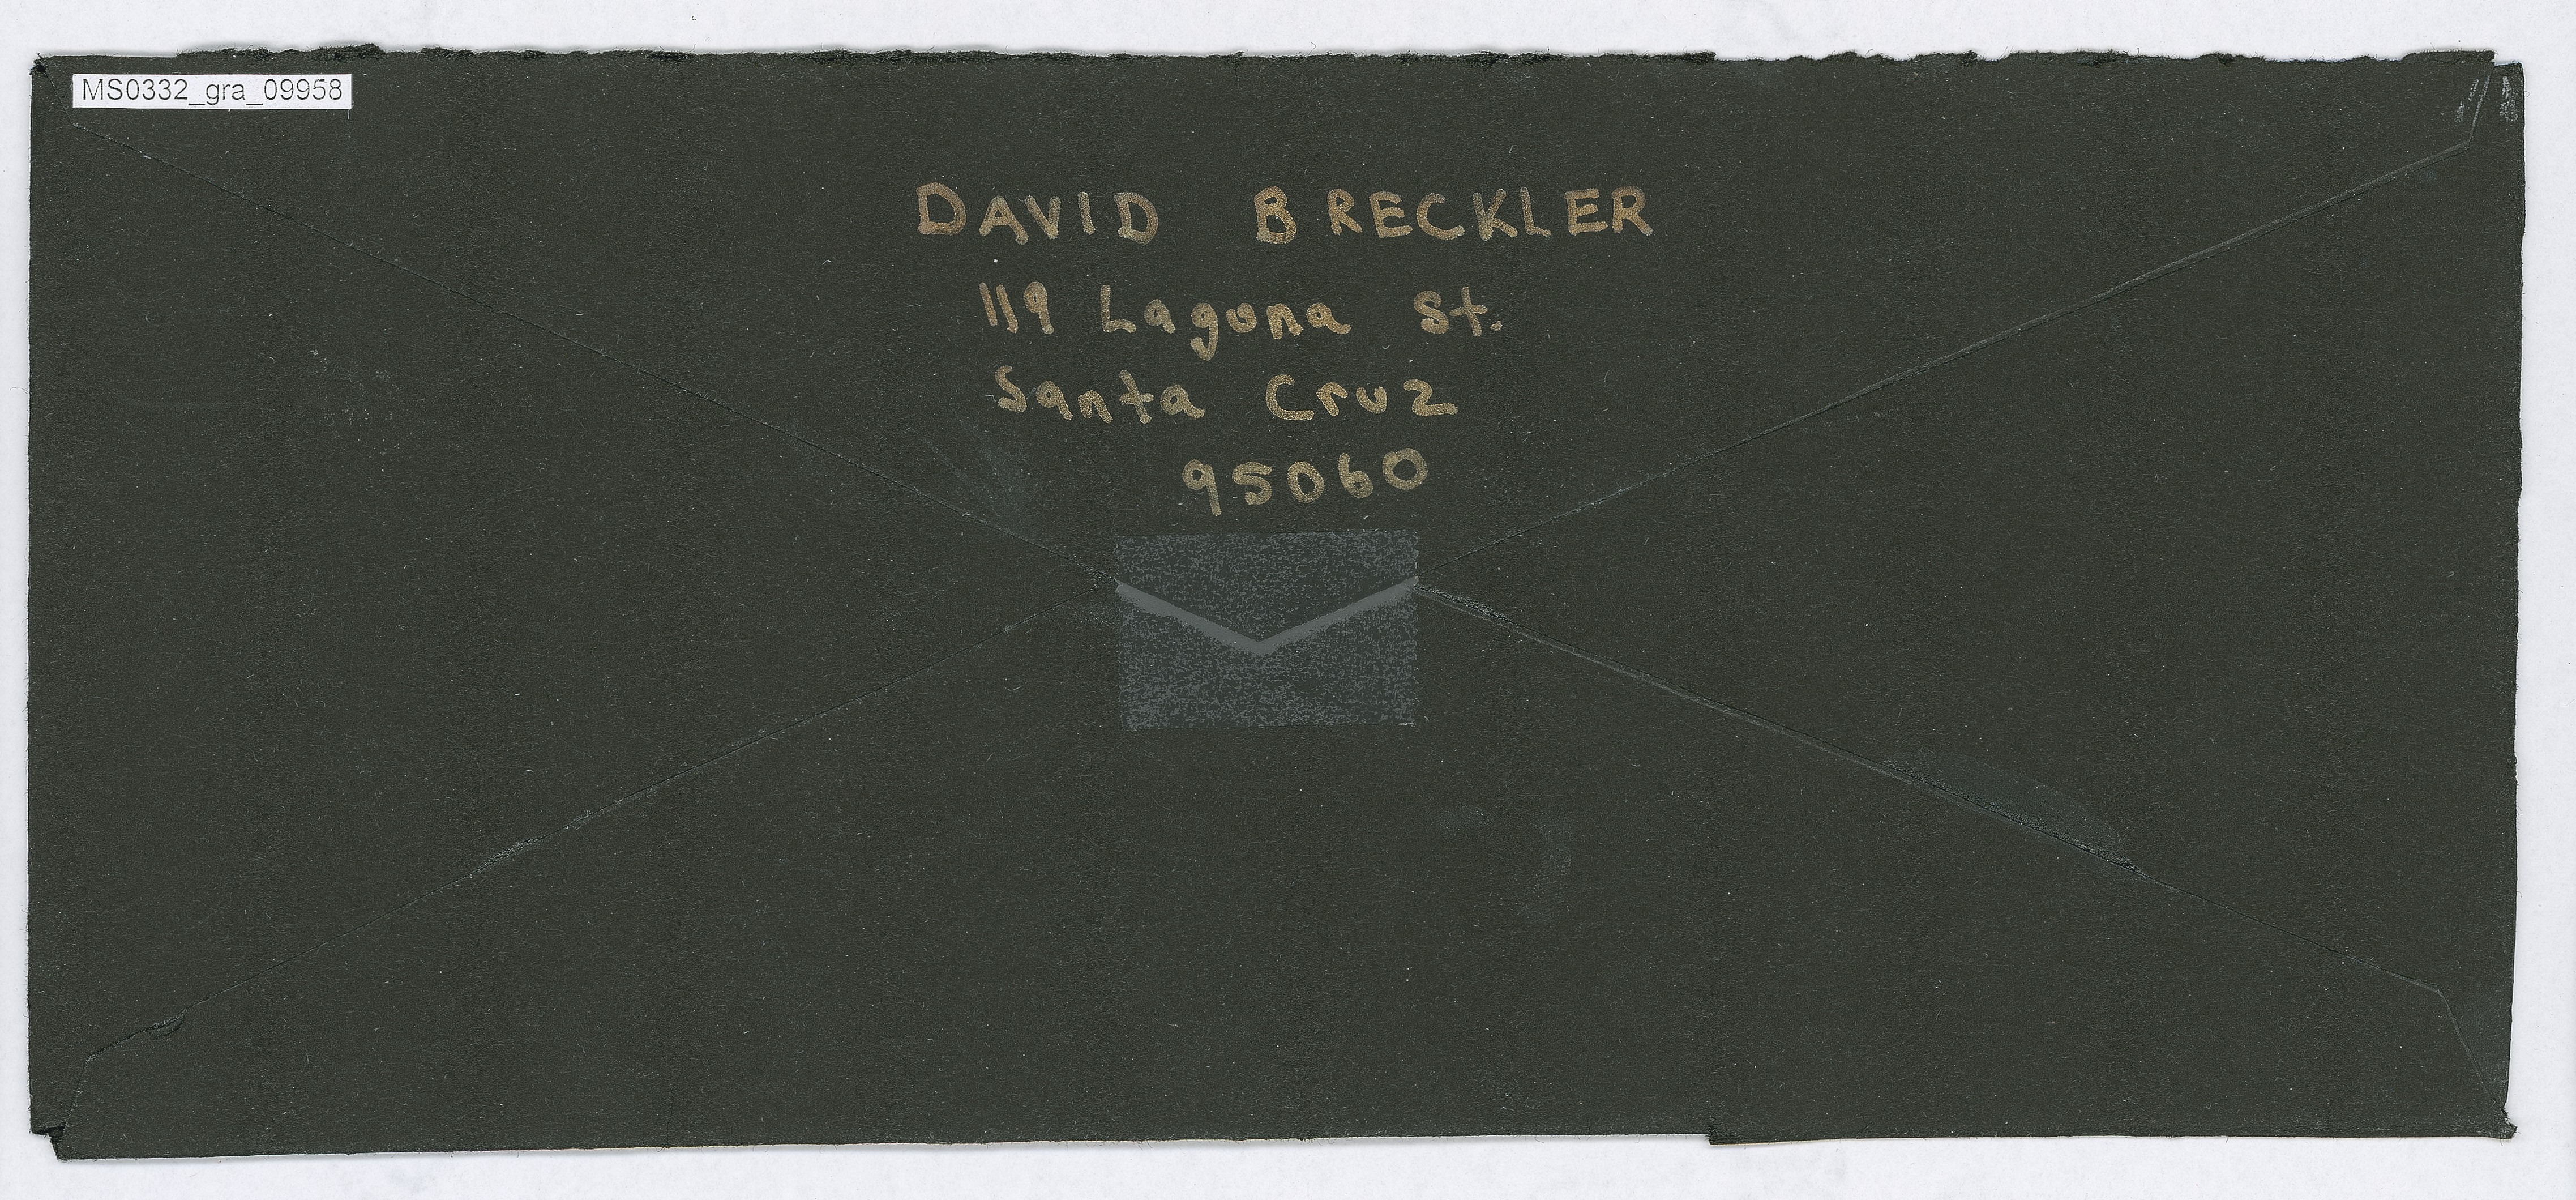 MS0332_gra_09958
DAVID BRECKLER
119 Laguna St.
Santa Cruz
95060